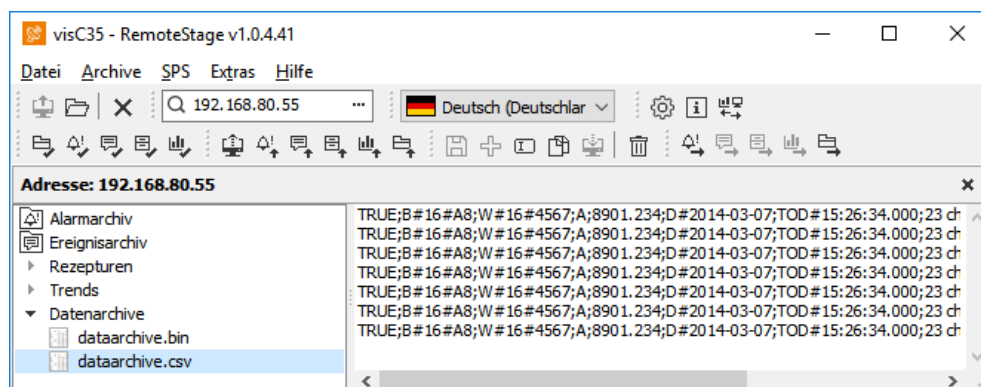 visC35 - RemoteStage v1.0.4.41
Datei Archive SPS Extras Hilfe
192.168.80.55 ... Deutsch (Deutschlar
Adresse: 192.168.80.55
Alarmarchiv
Ereignisarchiv
Rezepturen
Trends
Datenarchive
dataarchive.bin
dataarchive.csv
TRUE;B#16#A8;W#16#4567;A;8901.234;D#2014-03-07;TOD#15:26:34.000;23 ch
TRUE;B#16#A8;W#16#4567;A;8901.234;D#2014-03-07;TOD#15:26:34.000;23 ch
TRUE;B#16#A8;W#16#4567;A;8901.234;D#2014-03-07;TOD#15:26:34.000;23 ch
TRUE;B#16#A8;W#16#4567;A;8901.234;D#2014-03-07;TOD#15:26:34.000;23 ch
TRUE;B#16#A8;W#16#4567;A;8901.234;D#2014-03-07;TOD#15:26:34.000;23 ch
TRUE;B#16#A8;W#16#4567;A;8901.234;D#2014-03-07;TOD#15:26:34.000;23 ch
TRUE;B#16#A8;W#16#4567;A;8901.234;D#2014-03-07;TOD#15:26:34.000;23 ch